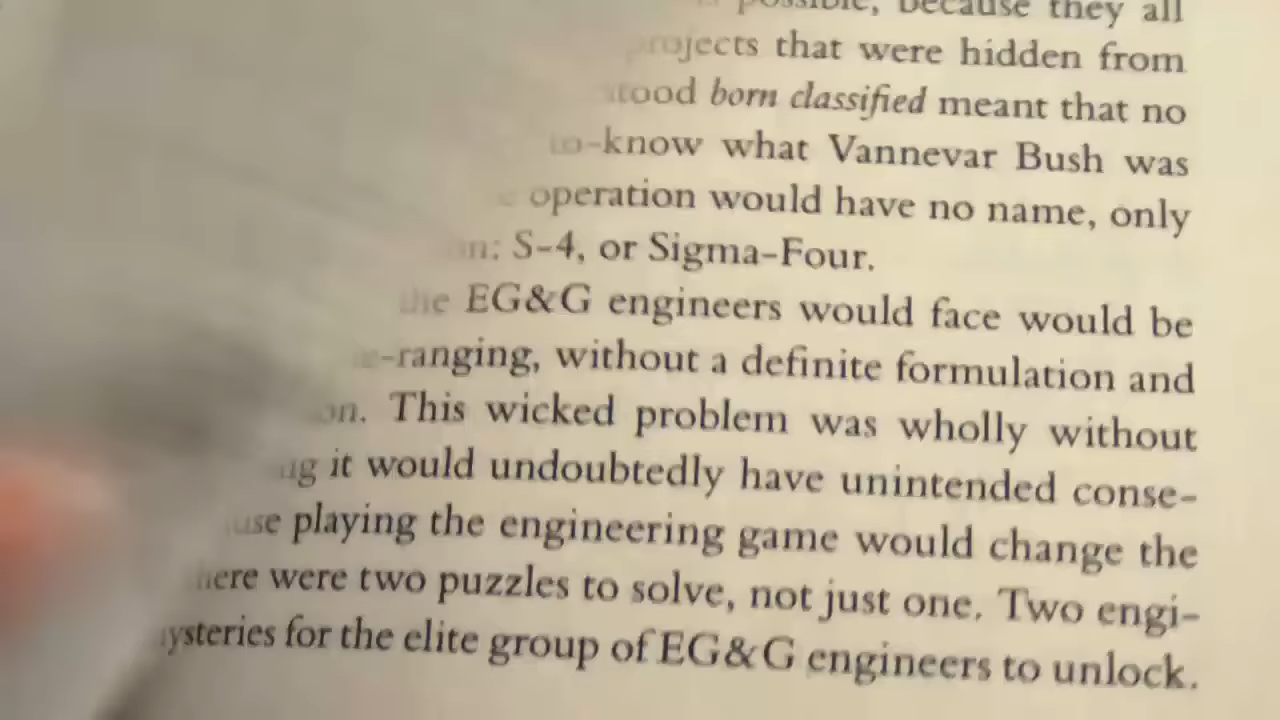 possible, because they all
projects that were hidden from
born classified meant that no
to-know what Vannevar Bush was
operation would have no name, only
S-4, or Sigma-Four.
the EG&G engineers would face would be
-ranging, without a definite formulation and
This wicked problem was wholly without
it would undoubtedly have unintended conse-
playing the engineering game would change the
were two puzzles to solve, not just one. Two engi-
for the elite group of EG&G engineers to unlock.